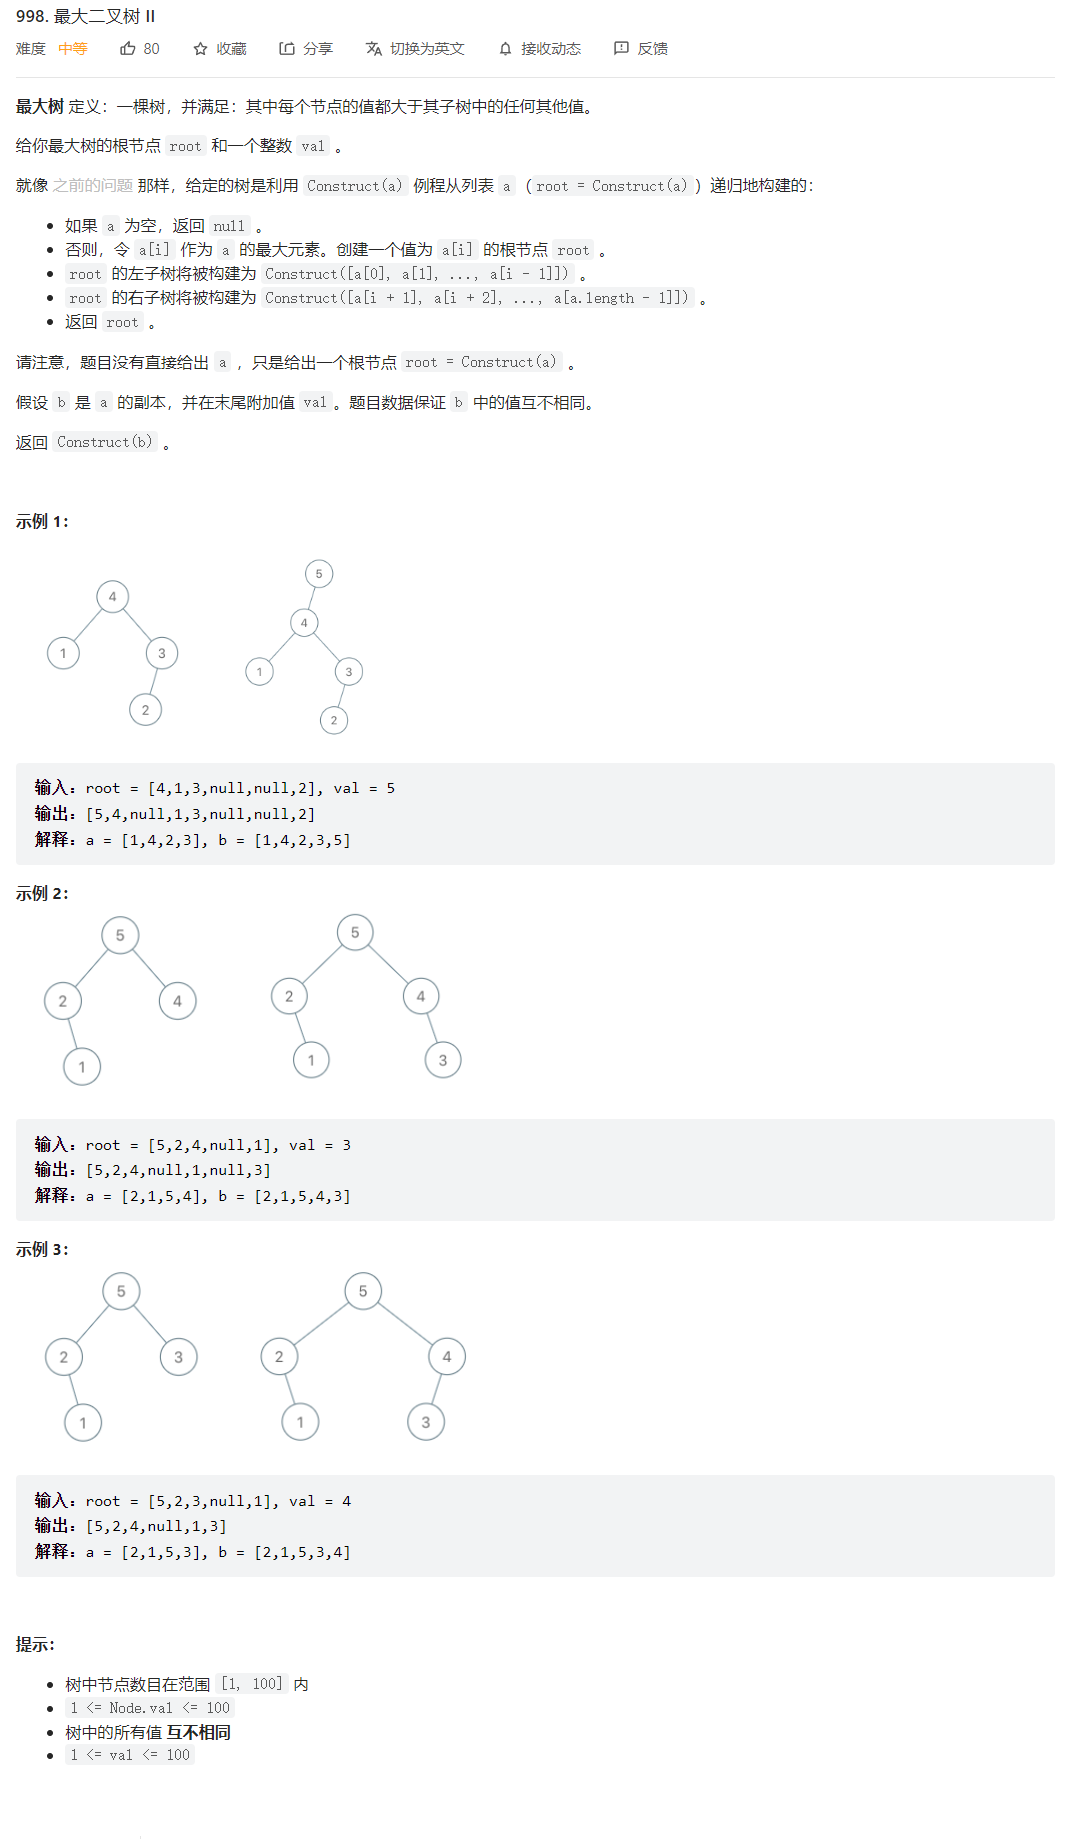 998. 最大二叉树 II
难度 中等 80 收藏 分享 切换为英文 接收动态 反馈
最大树 定义：一棵树，并满足：其中每个节点的值都大于其子树中的任何其他值。
给你最大树的根节点 root 和一个整数 val 。
就像 之前的问题 那样，给定的树是利用 Construct(a) 例程从列表 a（root = Construct(a)）递归地构建的：
• 如果 a 为空，返回 null 。
• 否则，令 a[i] 作为 a 的最大元素。创建一个值为 a[i] 的根节点 root 。
• root 的左子树将被构建为 Construct([a[0], a[1], ..., a[i - 1]]) 。
• root 的右子树将被构建为 Construct([a[i + 1], a[i + 2], ..., a[a.length - 1]]) 。
• 返回 root 。
请注意，题目没有直接给出 a ，只是给出一个根节点 root = Construct(a) 。
假设 b 是 a 的副本，并在末尾附加值 val。题目数据保证 b 中的值互不相同。
返回 Construct(b) 。
示例 1：
5
4
4
1 3
1 3
2
2
输入：root = [4,1,3,null,null,2], val = 5
输出：[5,4,null,1,3,null,null,2]
解释：a = [1,4,2,3], b = [1,4,2,3,5]
示例 2：
5 5
2 4 2 4
1 1 3
输入：root = [5,2,4,null,1], val = 3
输出：[5,2,4,null,1,null,3]
解释：a = [2,1,5,4], b = [2,1,5,4,3]
示例 3：
5 5
2 3 2 4
1 1 3
输入：root = [5,2,3,null,1], val = 4
输出：[5,2,4,null,1,3]
解释：a = [2,1,5,3], b = [2,1,5,3,4]
提示：
• 树中节点数目在范围 [1, 100] 内
• 1 <= Node.val <= 100
• 树中的所有值 互不相同
• 1 <= val <= 100